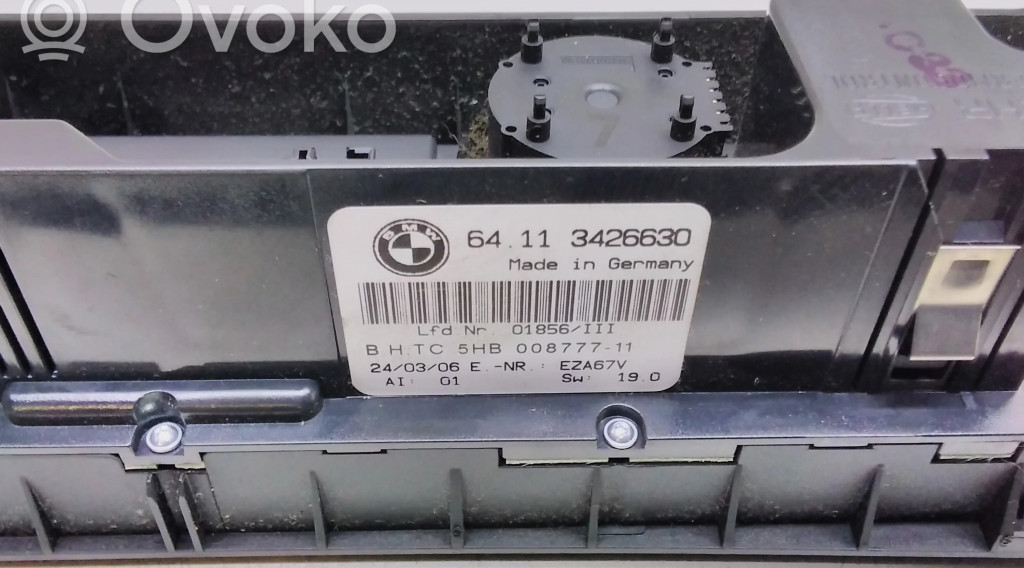 Ovoko
BMW
64.11 3426630
Made in Germany
Lfd Nr. 01856/III
B.H.TC 5HB 008777-11
24/03/06 E.-NR.: EZA67V
AI: 01 SW: 19.0